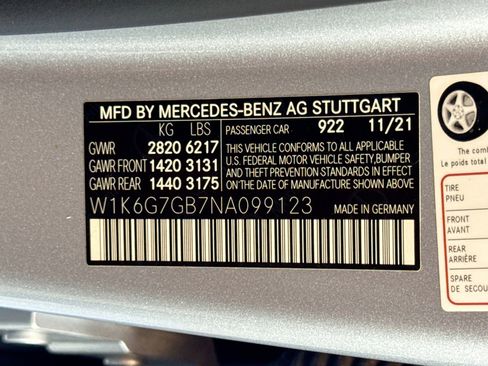 MFD BY MERCEDES-BENZ AG STUTTGART
KG LBS
GVWR 2820 6217
GAWR FRONT 1420 3131
GAWR REAR 1440 3175
PASSENGER CAR 922 11/21
THIS VEHICLE CONFORMS TO ALL APPLICABLE
U.S. FEDERAL MOTOR VEHICLE SAFETY, BUMPER
AND THEFT PREVENTION STANDARDS IN EFFECT
ON THE DATE OF MANUFACTURE SHOWN ABOVE.
W1K6G7GB7NA099123 MADE IN GERMANY
The com
Le poids total
TIRE
PNEU
FRONT
AVANT
REAR
ARRIÈRE
SPARE
DE SECOU